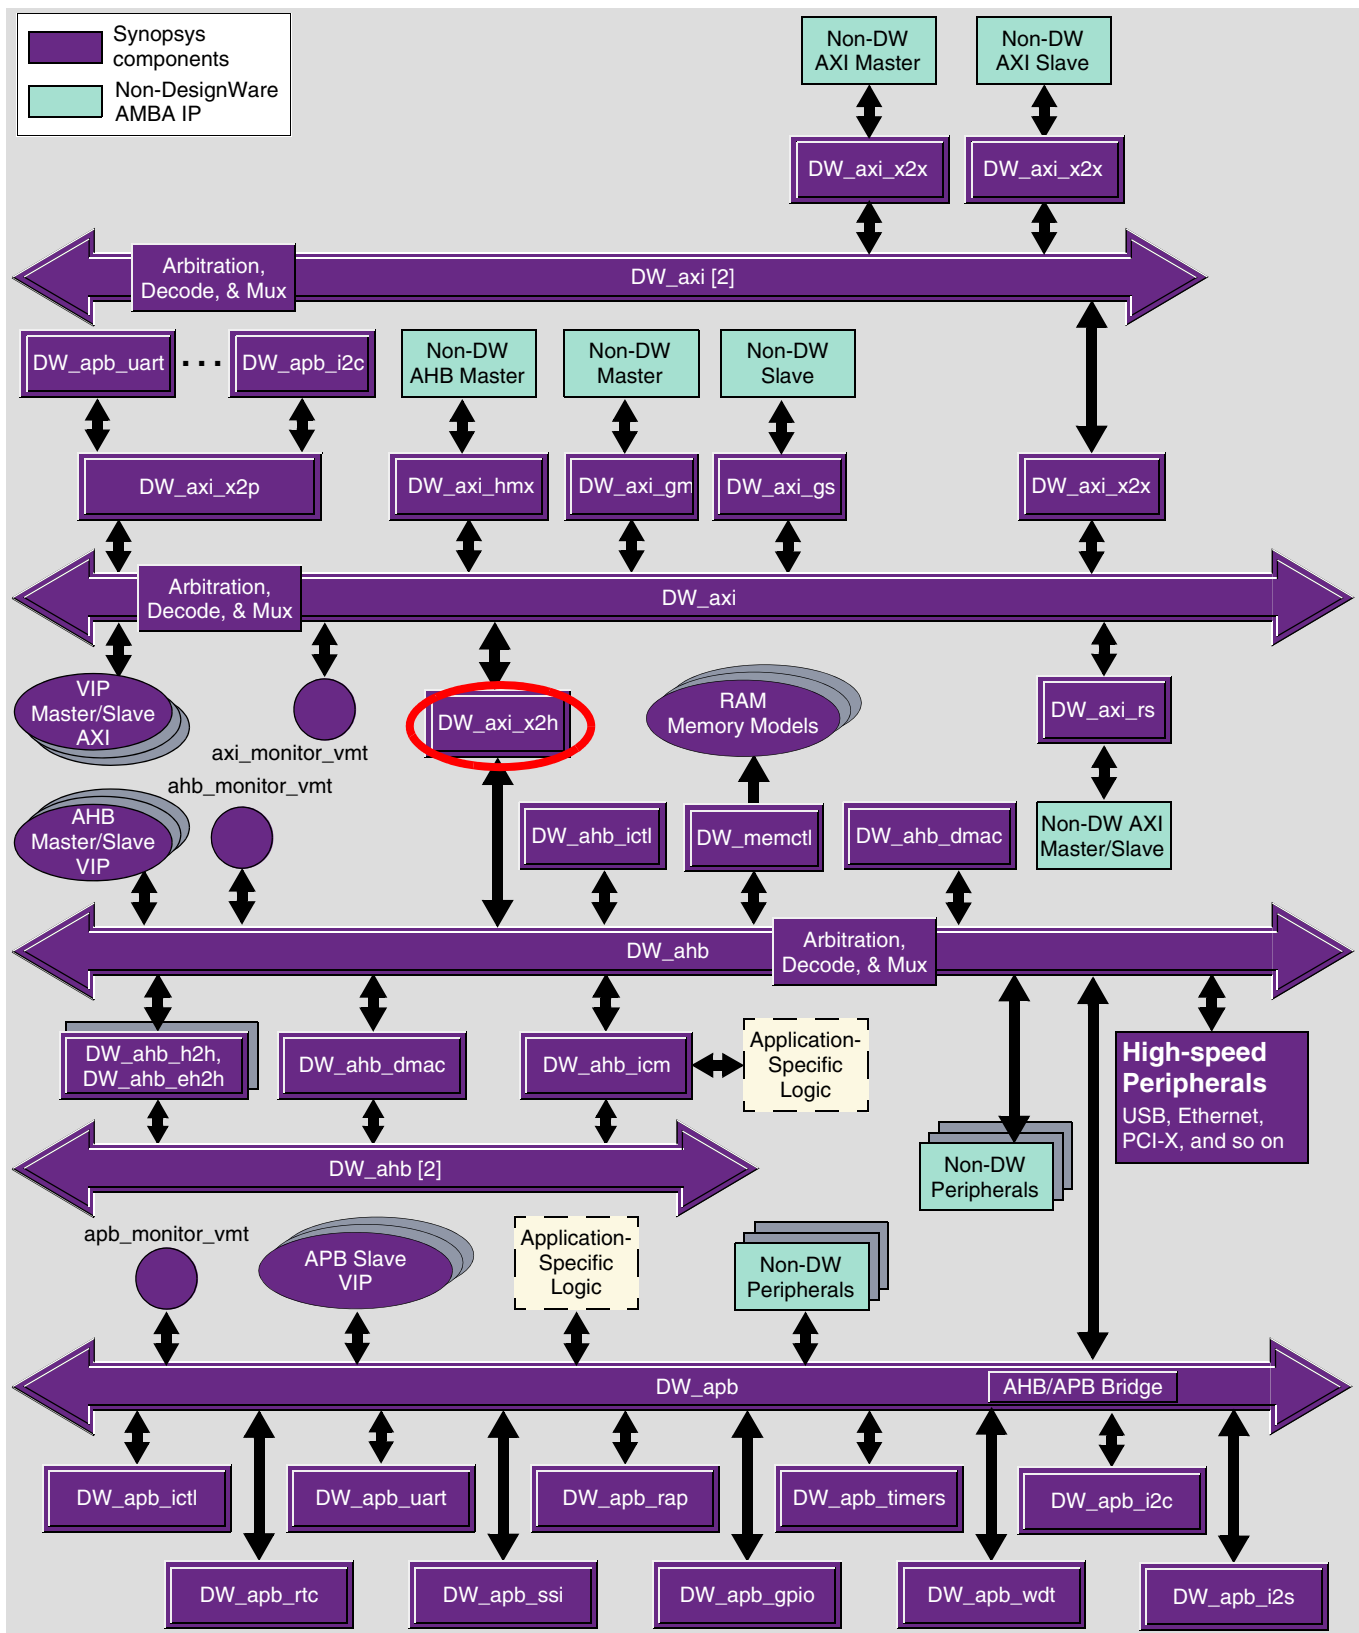 Synopsys
components
Non-DesignWare
AMBA IP
Non-DW
AXI Master
Non-DW
AXI Slave
DW_axi_x2x
DW_axi_x2x
Arbitration,
Decode, & Mux
DW_axi [2]
DW_apb_uart
. . .
DW_apb_i2c
Non-DW
AHB Master
Non-DW
Master
Non-DW
Slave
DW_axi_x2p
DW_axi_hmx
DW_axi_gm
DW_axi_gs
DW_axi_x2x
Arbitration,
Decode, & Mux
DW_axi
VIP
Master/Slave
AXI
axi_monitor_vmt
DW_axi_x2h
RAM
Memory Models
DW_axi_rs
ahb_monitor_vmt
AHB
Master/Slave
VIP
DW_ahb_ictl
DW_memctl
DW_ahb_dmac
Non-DW AXI
Master/Slave
DW_ahb
Arbitration,
Decode, & Mux
DW_ahb_h2h,
DW_ahb_eh2h
DW_ahb_dmac
DW_ahb_icm
Application-
Specific
Logic
High-speed
Peripherals
USB, Ethernet,
PCI-X, and so on
DW_ahb [2]
Non-DW
Peripherals
apb_monitor_vmt
APB Slave
VIP
Application-
Specific
Logic
Non-DW
Peripherals
DW_apb
AHB/APB Bridge
DW_apb_ictl
DW_apb_uart
DW_apb_rap
DW_apb_timers
DW_apb_i2c
DW_apb_rtc
DW_apb_ssi
DW_apb_gpio
DW_apb_wdt
DW_apb_i2s